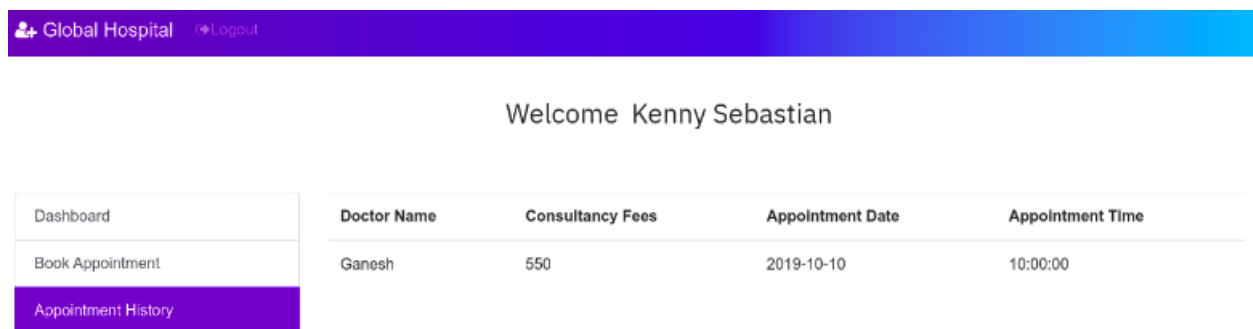 Global Hospital Logout
Welcome Kenny Sebastian
Dashboard
Book Appointment
Appointment History
Doctor Name Consultancy Fees Appointment Date Appointment Time
Ganesh 550 2019-10-10 10:00:00